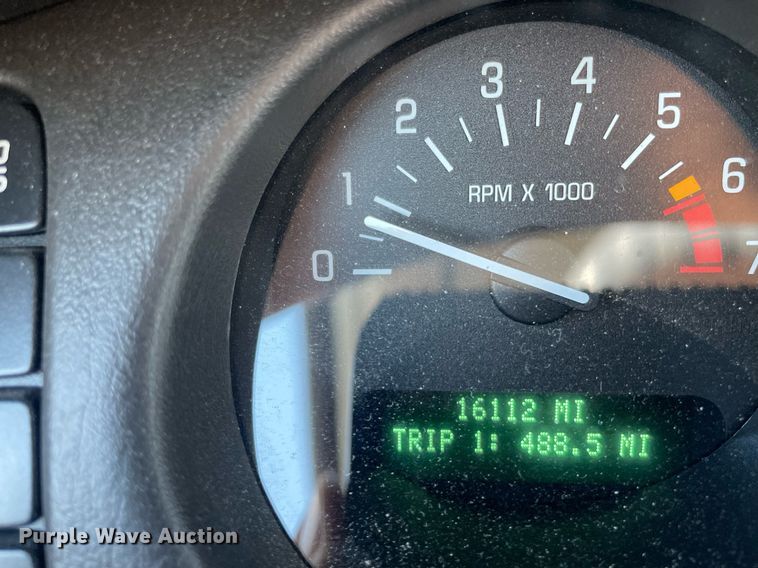 3 4
2 5
1 RPM X 1000 6
0 7
16112 MI
TRIP 1: 488.5 MI
Purple Wave Auction